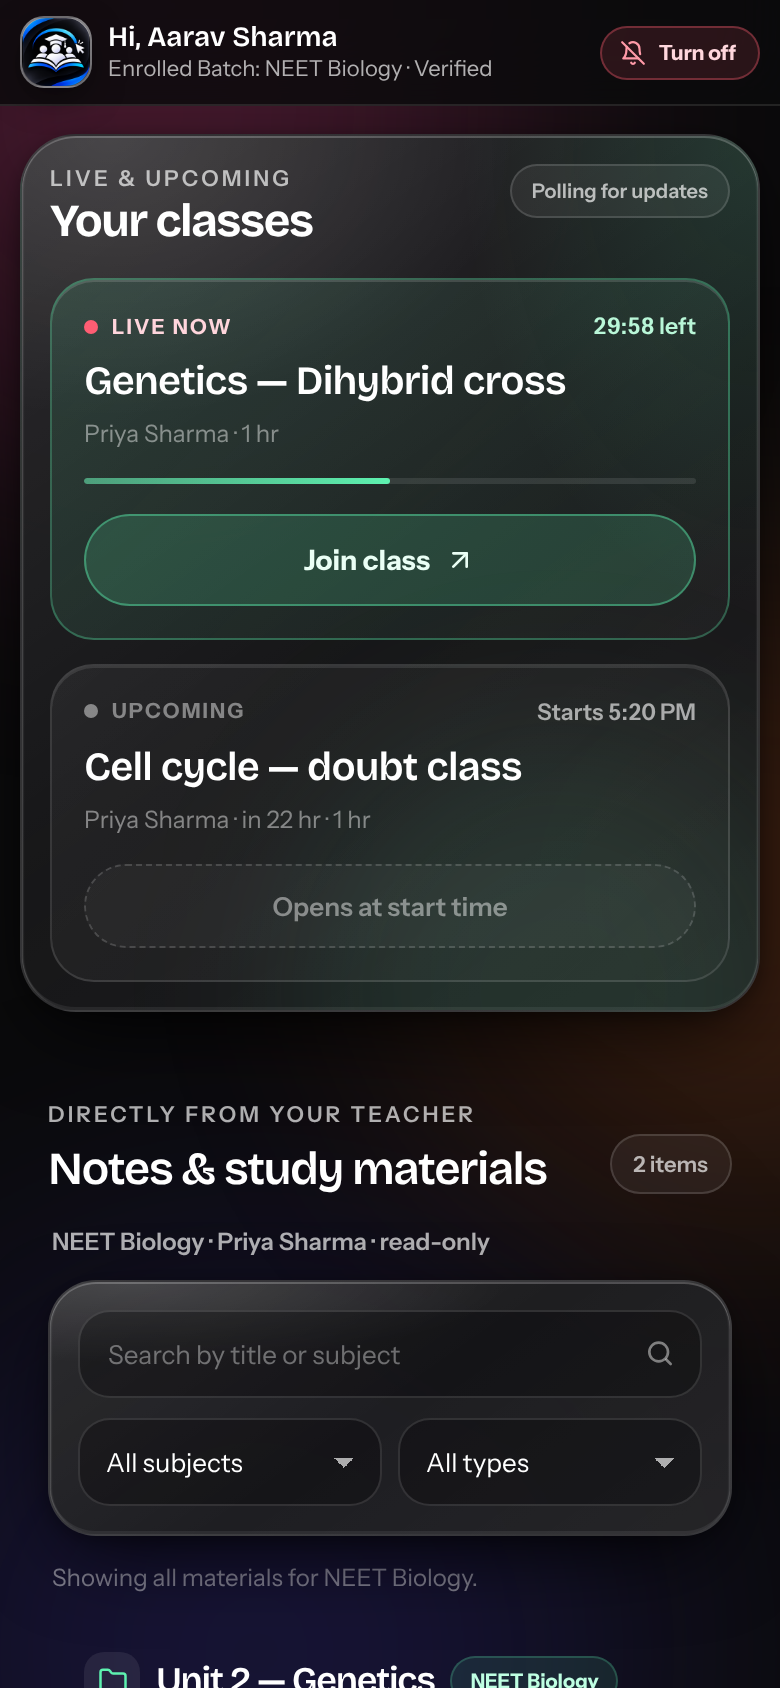 Hi, Aarav Sharma
Enrolled Batch: NEET Biology · Verified
Turn off
LIVE & UPCOMING
Your classes
Polling for updates
LIVE NOW
29:58 left
Genetics — Dihybrid cross
Priya Sharma · 1 hr
Join class
UPCOMING
Starts 5:20 PM
Cell cycle — doubt class
Priya Sharma · in 22 hr · 1 hr
Opens at start time
DIRECTLY FROM YOUR TEACHER
Notes & study materials
2 items
NEET Biology · Priya Sharma · read-only
Search by title or subject
All subjects
All types
Showing all materials for NEET Biology.
Unit 2 — Genetics
NEET Biology